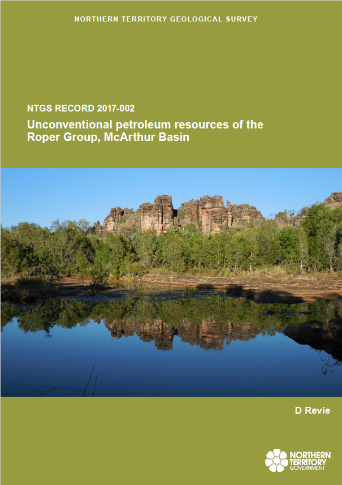 NORTHERN TERRITORY GEOLOGICAL SURVEY
NTGS RECORD 2017-002
Unconventional petroleum resources of the
Roper Group, McArthur Basin
D Revie
NORTHERN
TERRITORY
GOVERNMENT